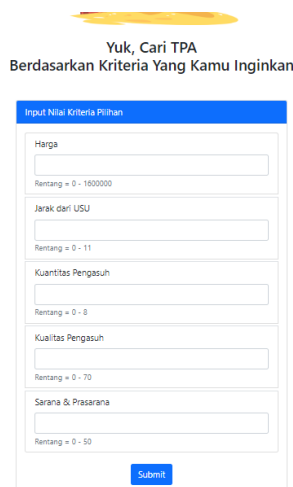 Yuk, Cari TPA
Berdasarkan Kriteria Yang Kamu Inginkan
Input Nilai Kriteria Pilihan
Harga
Rentang = 0 - 1600000
Jarak dari USU
Rentang = 0 - 11
Kuantitas Pengasuh
Rentang = 0 - 8
Kualitas Pengasuh
Rentang = 0 - 70
Sarana & Prasarana
Rentang = 0 - 50
Submit